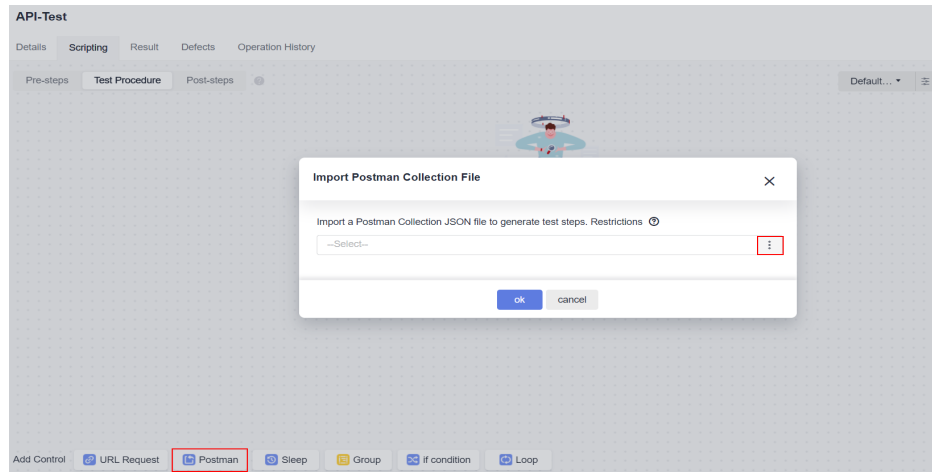 API-Test
Details Scripting Result Defects Operation History
Pre-steps Test Procedure Post-steps Default...
Import Postman Collection File
Import a Postman Collection JSON file to generate test steps. Restrictions
--Select--
ok cancel
Add Control URL Request Postman Sleep Group if condition Loop